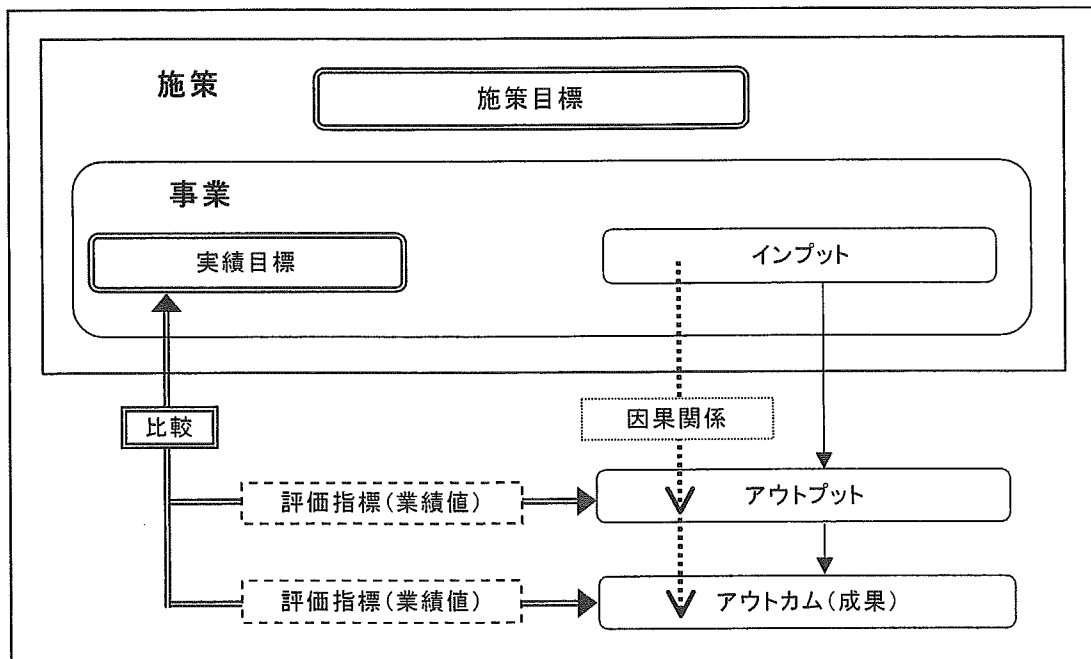 施策
施策目標
事業
実績目標
インプット
比較
因果関係
評価指標(業績値)
アウトプット
評価指標(業績値)
アウトカム(成果)